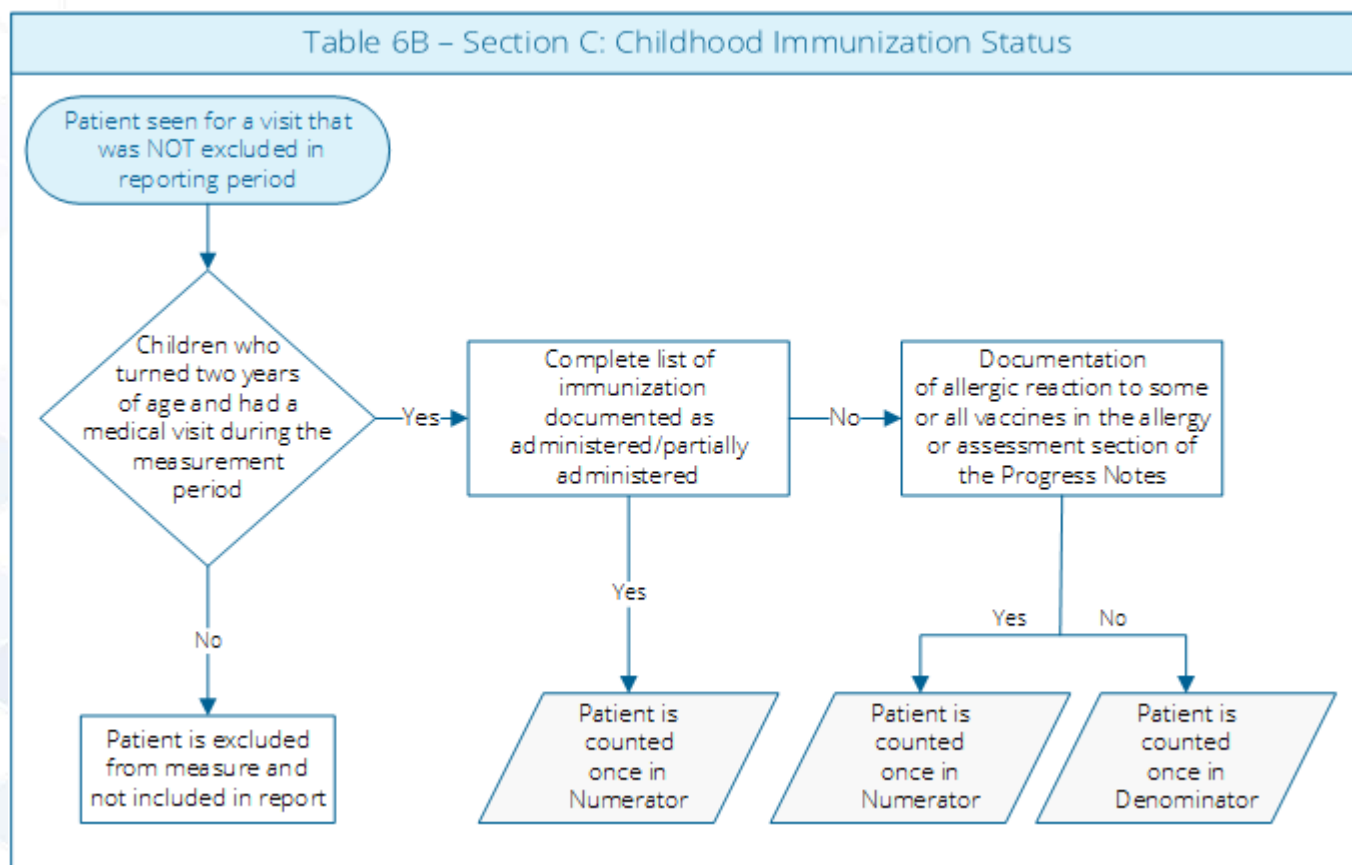 Table 6B – Section C: Childhood Immunization Status
Patient seen for a visit that
was NOT excluded in
reporting period
Children who
turned two years
of age and had a
medical visit during the
measurement
period
Yes
Complete list of
immunization
documented as
administered/partially
administered
No
Documentation
of allergic reaction to some
or all vaccines in the allergy
or assessment section of
the Progress Notes
No
Yes
Yes
No
Patient is excluded
from measure and
not included in report
Patient is
counted
once in
Numerator
Patient is
counted
once in
Numerator
Patient is
counted
once in
Denominator